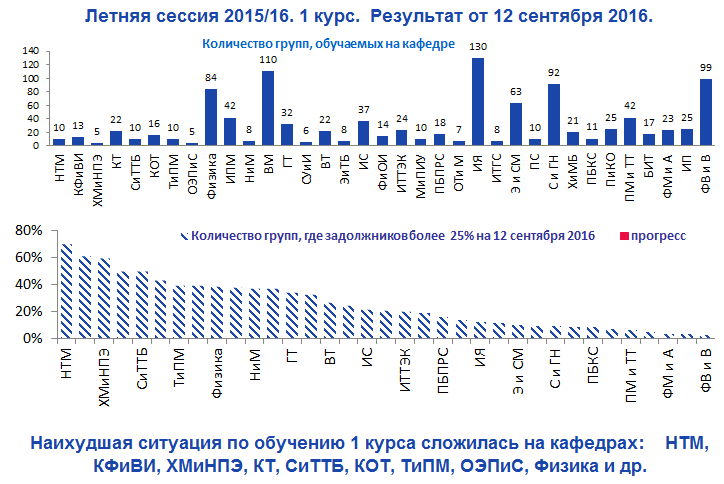 Летняя сессия 2015/16. 1 курс. Результат от 12 сентября 2016.
Количество групп, обучаемых на кафедре
140
120
100
80
60
40
20
0
10 13 5 22 10 16 10 5 84 42 8 110 32 6 22 8 37 14 24 10 18 7 130 8 63 10 92 21 11 25 42 17 23 25 99
НТМ КФиВИ ХМиНПЭ КТ СиТТБ КОТ ТиПМ ОЭПиС Физика ИПМ НиМ ВМ ГТ СУиИ ВТ ЭиТБ ИС ФиОИ ИТТЭК МиПИУ ПБПРС ОТи М ИЯ ИТГС Э и СМ ПС С и ГН ХиМБ ПБКС ПиКО ПМ и ТТ БИТ ФМ и А ИП ФВ и В
Количество групп, где задолжников более 25% на 12 сентября 2016 прогресс
80%
60%
40%
20%
0%
НТМ ХМиНПЭ СиТТБ ТиПМ Физика НиМ ГТ ВТ ИС ИТТЭК ПБПРС ИЯ Э и СМ С и ГН ПБКС ПМ и ТТ ФМ и А ФВ и В
Наихудшая ситуация по обучению 1 курса сложилась на кафедрах: НТМ,
КФиВИ, ХМиНПЭ, КТ, СиТТБ, КОТ, ТиПМ, ОЭПиС, Физика и др.